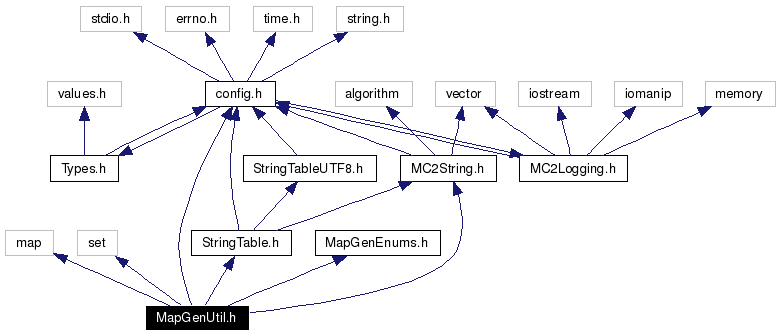 stdio.h errno.h time.h string.h
values.h config.h algorithm vector iostream iomanip memory
Types.h StringTableUTF8.h MC2String.h MC2Logging.h
map set StringTable.h MapGenEnums.h
MapGenUtil.h